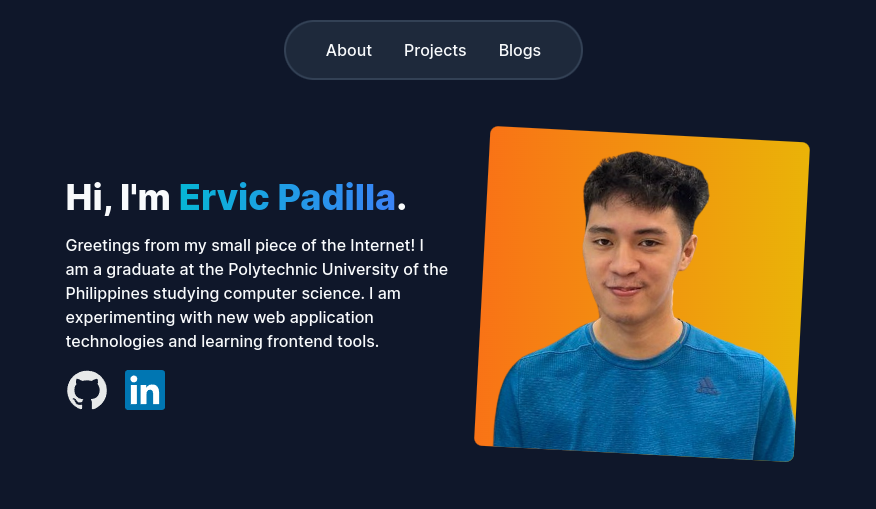 About Projects Blogs
Hi, I'm Ervic Padilla.
Greetings from my small piece of the Internet! I
am a graduate at the Polytechnic University of the
Philippines studying computer science. I am
experimenting with new web application
technologies and learning frontend tools.
in